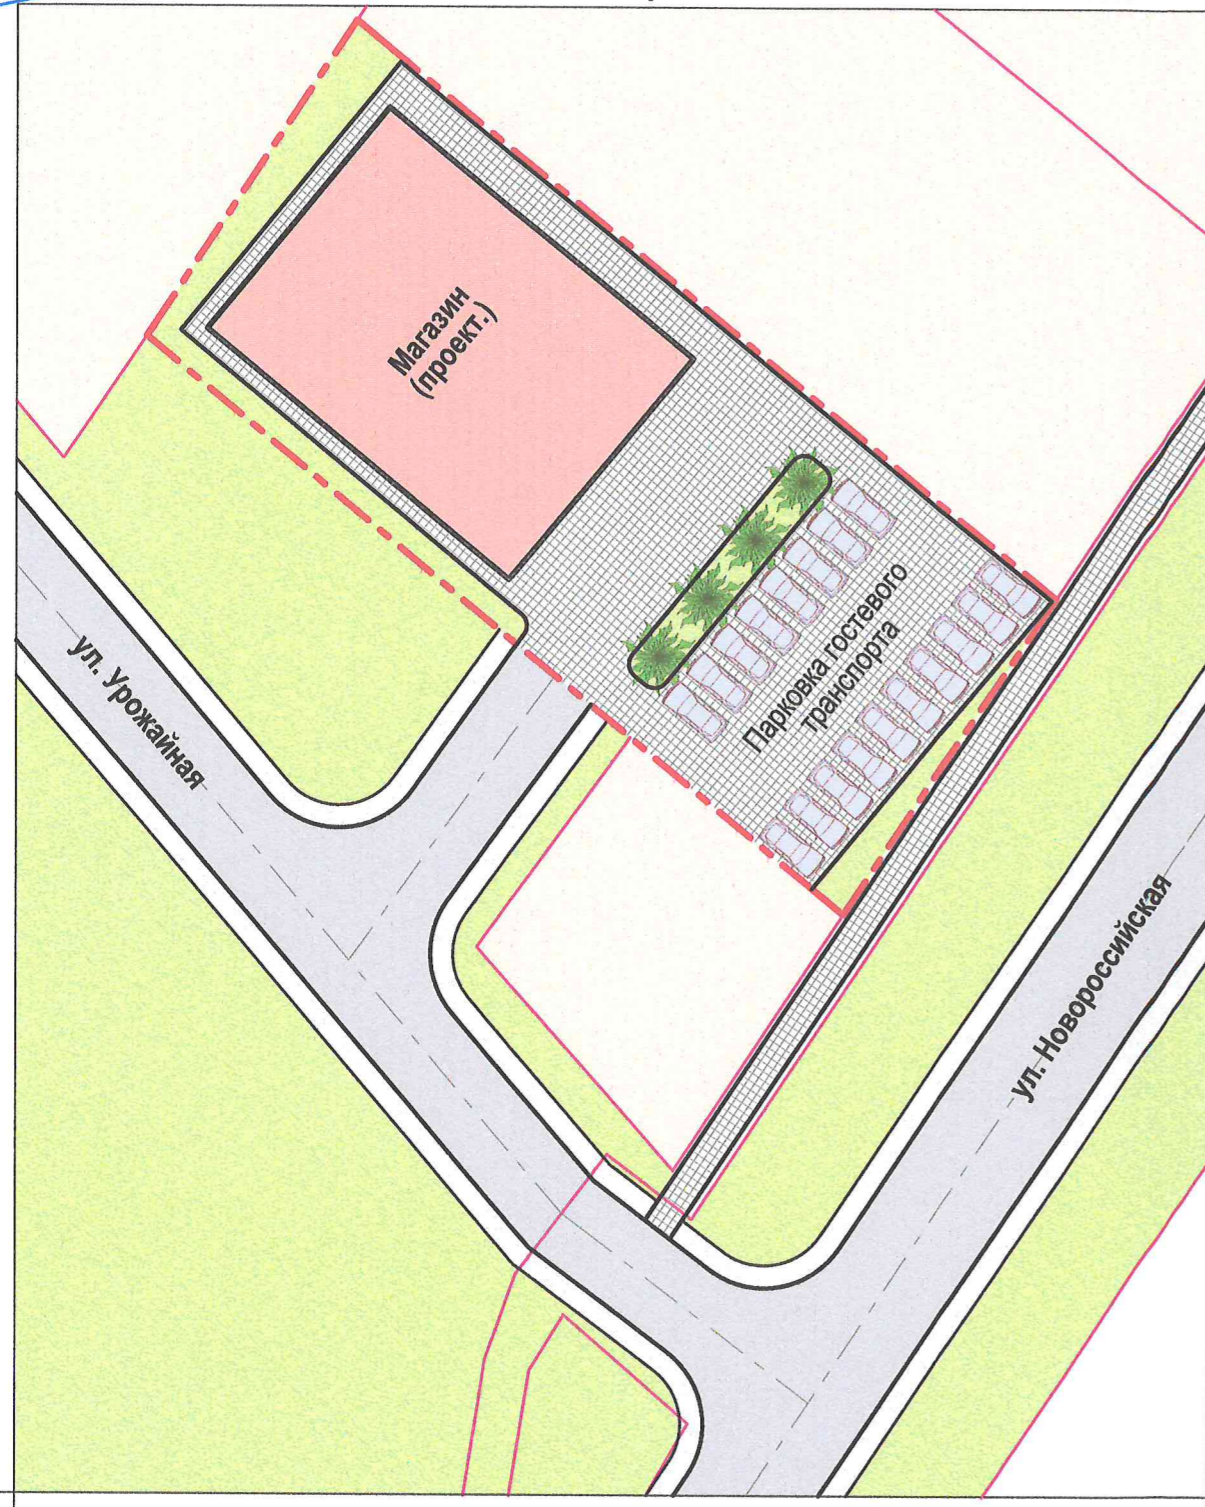 Магазин
(проект.)
Парковка гостевого
транспорта
ул. Урожайная
ул. Новороссийская